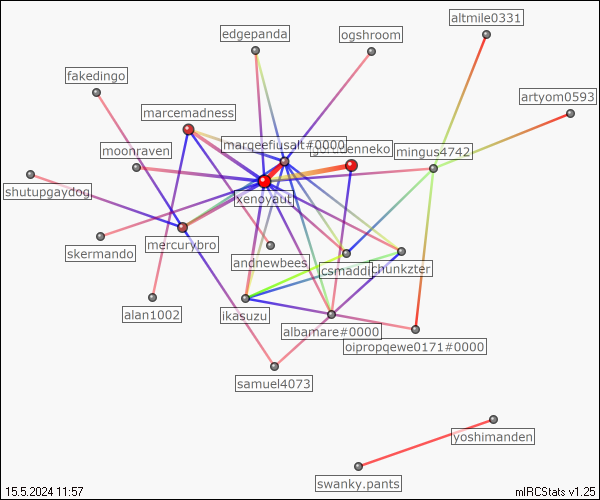 altmile0331
edgepanda
ogshroom
fakedingo
artyom0593
marcemadness
marqeefiusalt#0000
moonraven
mingus4742
shutupgaydog
xenoyaut
mercurybro
skermando
andnewbees
csmaddi
chunkzter
alan1002
ikasuzu
albamare#0000
oipropqewe0171#0000
samuel4073
yoshimanden
swanky.pants
15.5.2024 11:57
mIRCStats v1.25